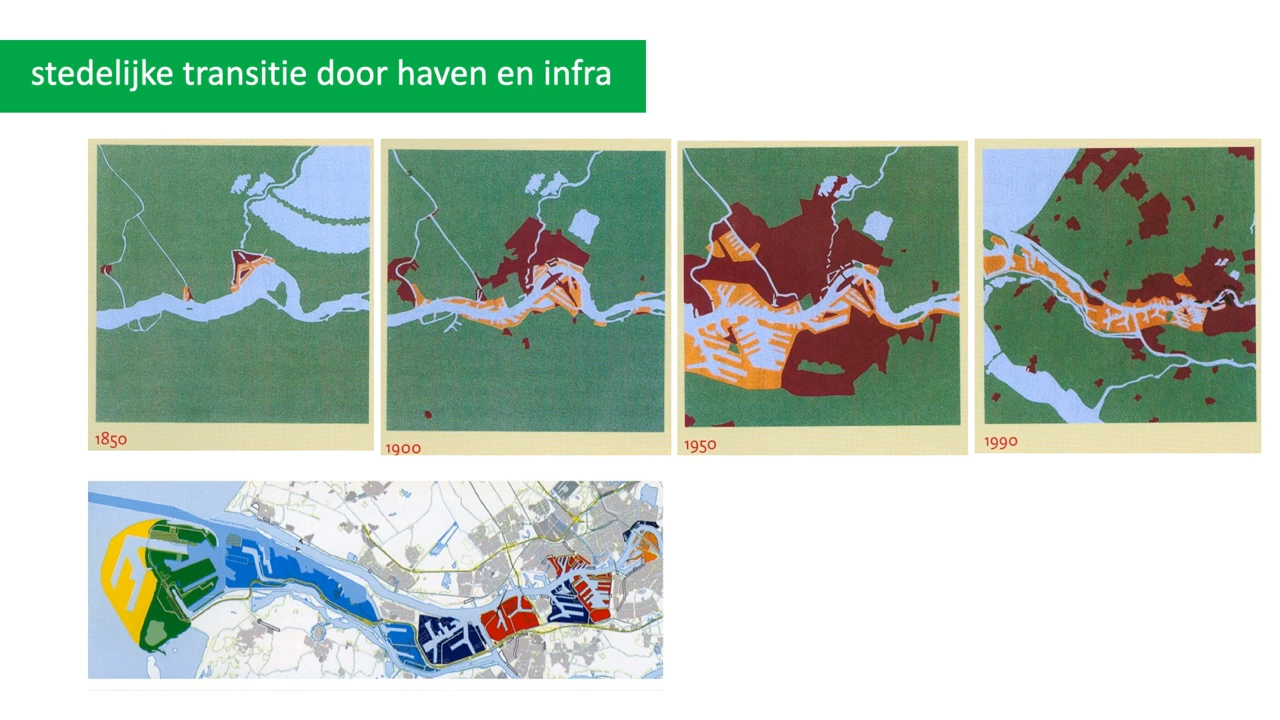 stedelijke transitie door haven en infra
1850
1900
1950
1990